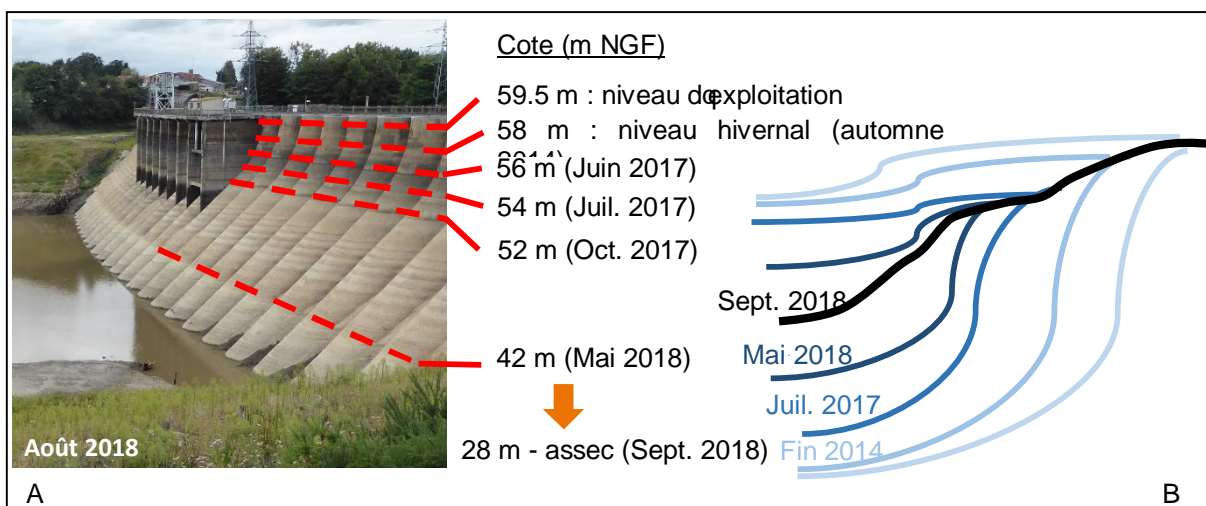 Cote (m NGF)
59.5 m : niveau d'exploitation
58 m : niveau hivernal (automne
56 m (Juin 2017)
54 m (Juil. 2017)
52 m (Oct. 2017)
42 m (Mai 2018)
28 m - assec (Sept. 2018)
Août 2018
A
Sept. 2018
Mai 2018
Juil. 2017
Fin 2014
B